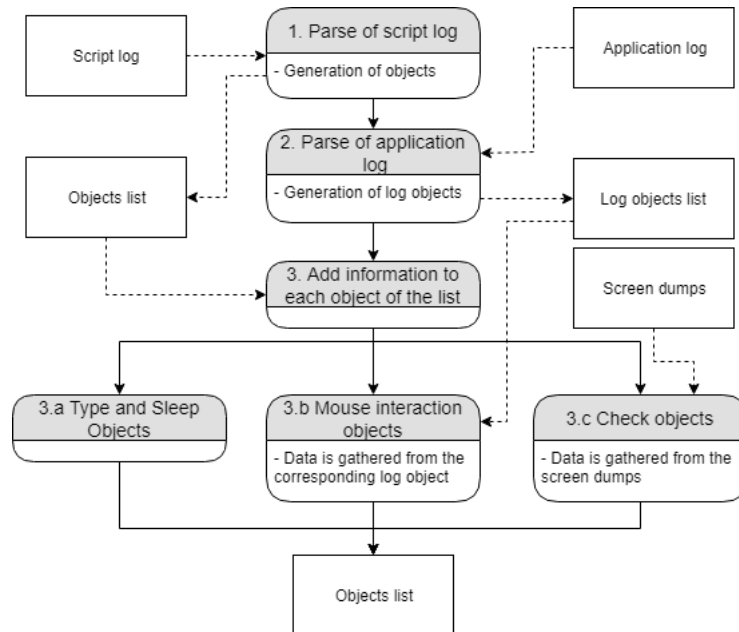 1. Parse of script log
- Generation of objects
Script log
Application log
2. Parse of application
log
- Generation of log objects
Objects list
Log objects list
3. Add information to
each object of the list
Screen dumps
3.a Type and Sleep
Objects
3.b Mouse interaction
objects
- Data is gathered from the
corresponding log object
3.c Check objects
- Data is gathered from the
screen dumps
Objects list